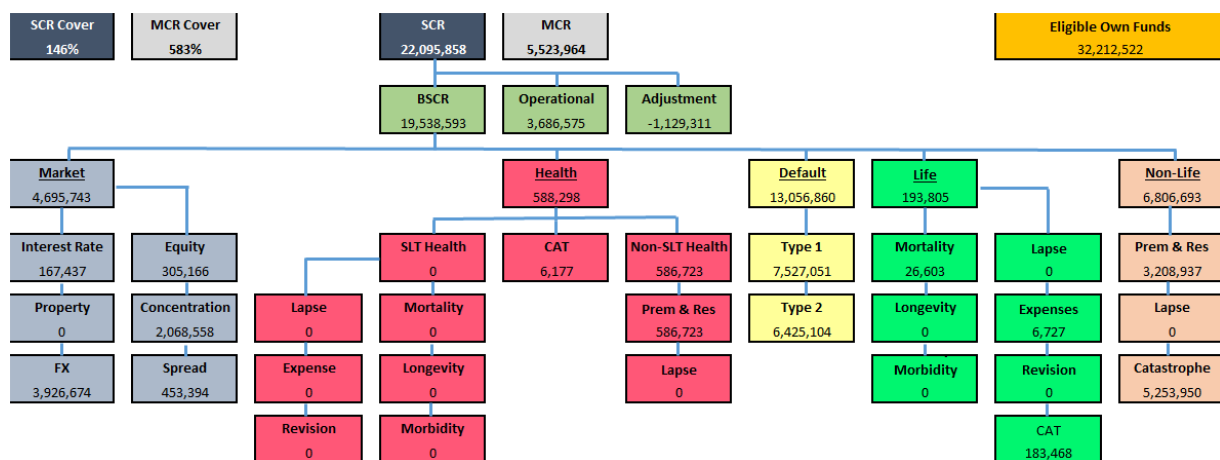 SCR Cover
146%
MCR Cover
583%
SCR
22,095,858
MCR
5,523,964
Eligible Own Funds
32,212,522
BSCR
19,538,593
Operational
3,686,575
Adjustment
-1,129,311
Market
4,695,743
Health
588,298
Default
13,056,860
Life
193,805
Non-Life
6,806,693
Interest Rate
167,437
Equity
305,166
SLT Health
0
CAT
6,177
Non-SLT Health
586,723
Type 1
7,527,051
Mortality
26,603
Lapse
0
Prem & Res
3,208,937
Property
0
Concentration
2,068,558
Lapse
0
Mortality
0
Prem & Res
586,723
Type 2
6,425,104
Longevity
0
Expenses
6,727
Lapse
0
FX
3,926,674
Spread
453,394
Expense
0
Longevity
0
Lapse
0
Morbidity
0
Revision
0
Catastrophe
5,253,950
Revision
0
Morbidity
0
CAT
183,468